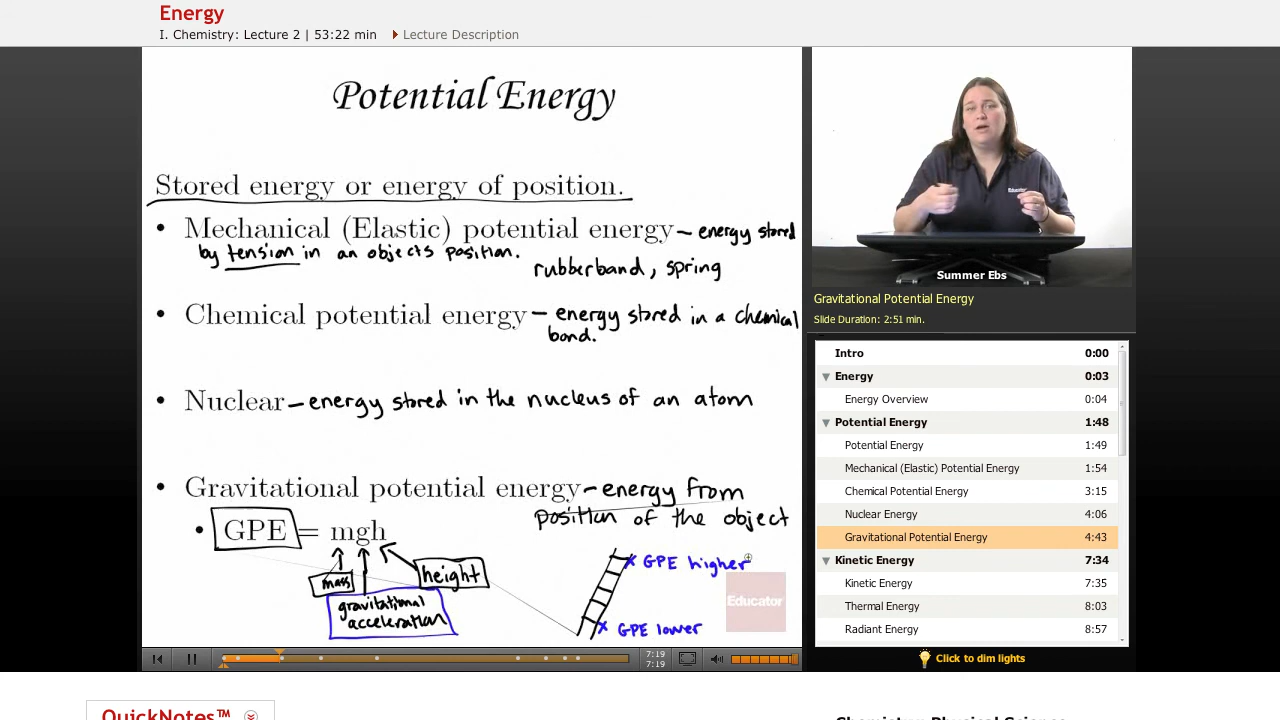 Energy
I. Chemistry: Lecture 2 | 53:22 min Lecture Description
Potential Energy
Stored energy or energy of position.
• Mechanical (Elastic) potential energy – energy stored
by tension in an objects position.
rubberband, spring
• Chemical potential energy – energy stored in a chemical
bond.
• Nuclear – energy stored in the nucleus of an atom
• Gravitational potential energy – energy from
position of the object
• GPE = mgh
mass
height
gravitational
acceleration
GPE higher
GPE lower
Educator
Summer Ebs
Gravitational Potential Energy
Slide Duration: 2:51 min.
Intro 0:00
Energy 0:03
Energy Overview 0:04
Potential Energy 1:48
Potential Energy 1:49
Mechanical (Elastic) Potential Energy 1:54
Chemical Potential Energy 3:15
Nuclear Energy 4:06
Gravitational Potential Energy 4:43
Kinetic Energy 7:34
Kinetic Energy 7:35
Thermal Energy 8:03
Radiant Energy 8:57
7:19
7:19
Click to dim lights
QuickNotes™
Chemistry: Physical Science